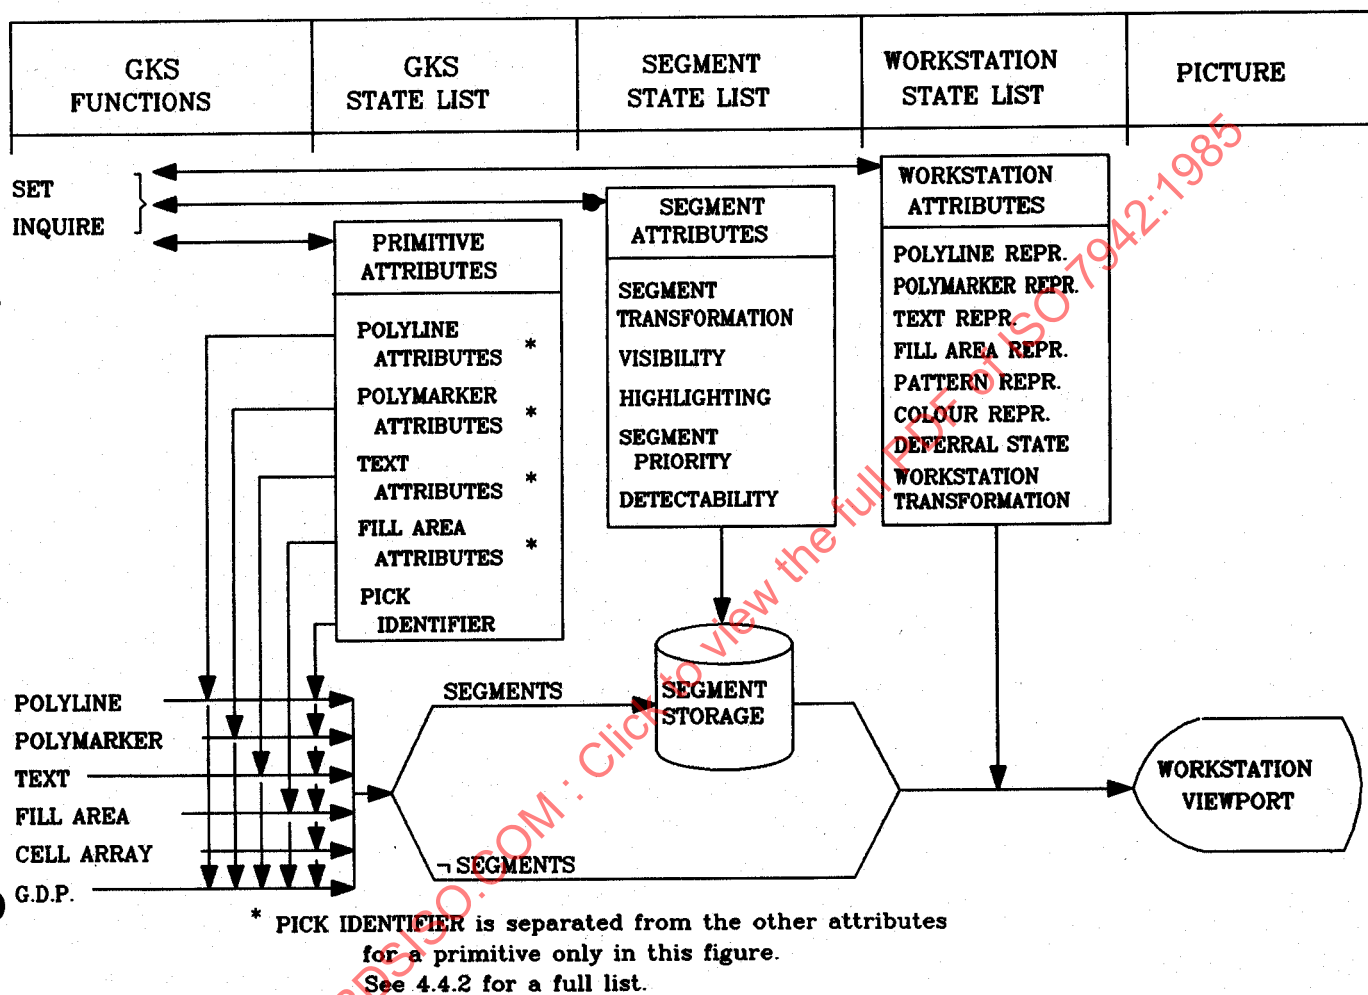 GKS
FUNCTIONS
GKS
STATE LIST
SEGMENT
STATE LIST
WORKSTATION
STATE LIST
PICTURE
SET
INQUIRE
PRIMITIVE
ATTRIBUTES
POLYLINE
ATTRIBUTES *
POLYMARKER
ATTRIBUTES *
TEXT
ATTRIBUTES *
FILL AREA
ATTRIBUTES *
PICK
IDENTIFIER
SEGMENT
ATTRIBUTES
SEGMENT
TRANSFORMATION
VISIBILITY
HIGHLIGHTING
SEGMENT
PRIORITY
DETECTABILITY
WORKSTATION
ATTRIBUTES
POLYLINE REPR.
POLYMARKER REPR.
TEXT REPR.
FILL AREA REPR.
PATTERN REPR.
COLOUR REPR.
DEFERRAL STATE
WORKSTATION
TRANSFORMATION
POLYLINE
POLYMARKER
TEXT
FILL AREA
CELL ARRAY
G.D.P.
SEGMENTS
SEGMENT
STORAGE
¬ SEGMENTS
WORKSTATION
VIEWPORT
* PICK IDENTIFIER is separated from the other attributes
for a primitive only in this figure.
See 4.4.2 for a full list.
DSISO.COM : Click to view the full PDF of ISO 7942:1985